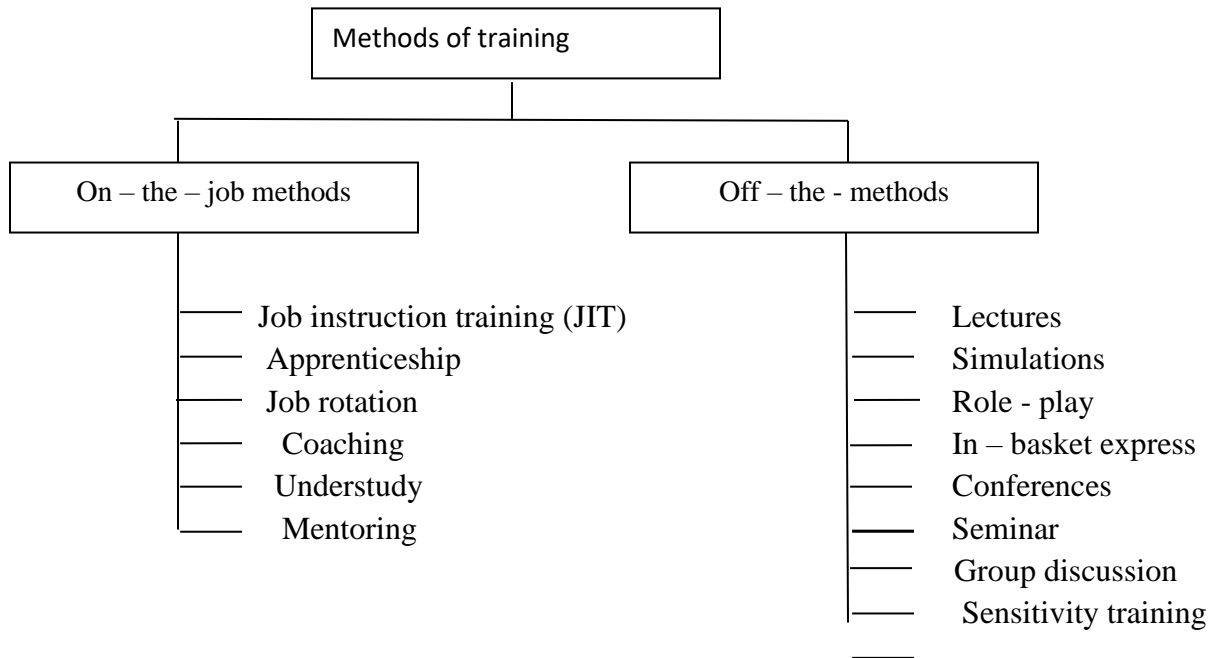 Methods of training
On – the – job methods
Off – the - methods
Job instruction training (JIT)
Apprenticeship
Job rotation
Coaching
Understudy
Mentoring
Lectures
Simulations
Role - play
In – basket express
Conferences
Seminar
Group discussion
Sensitivity training